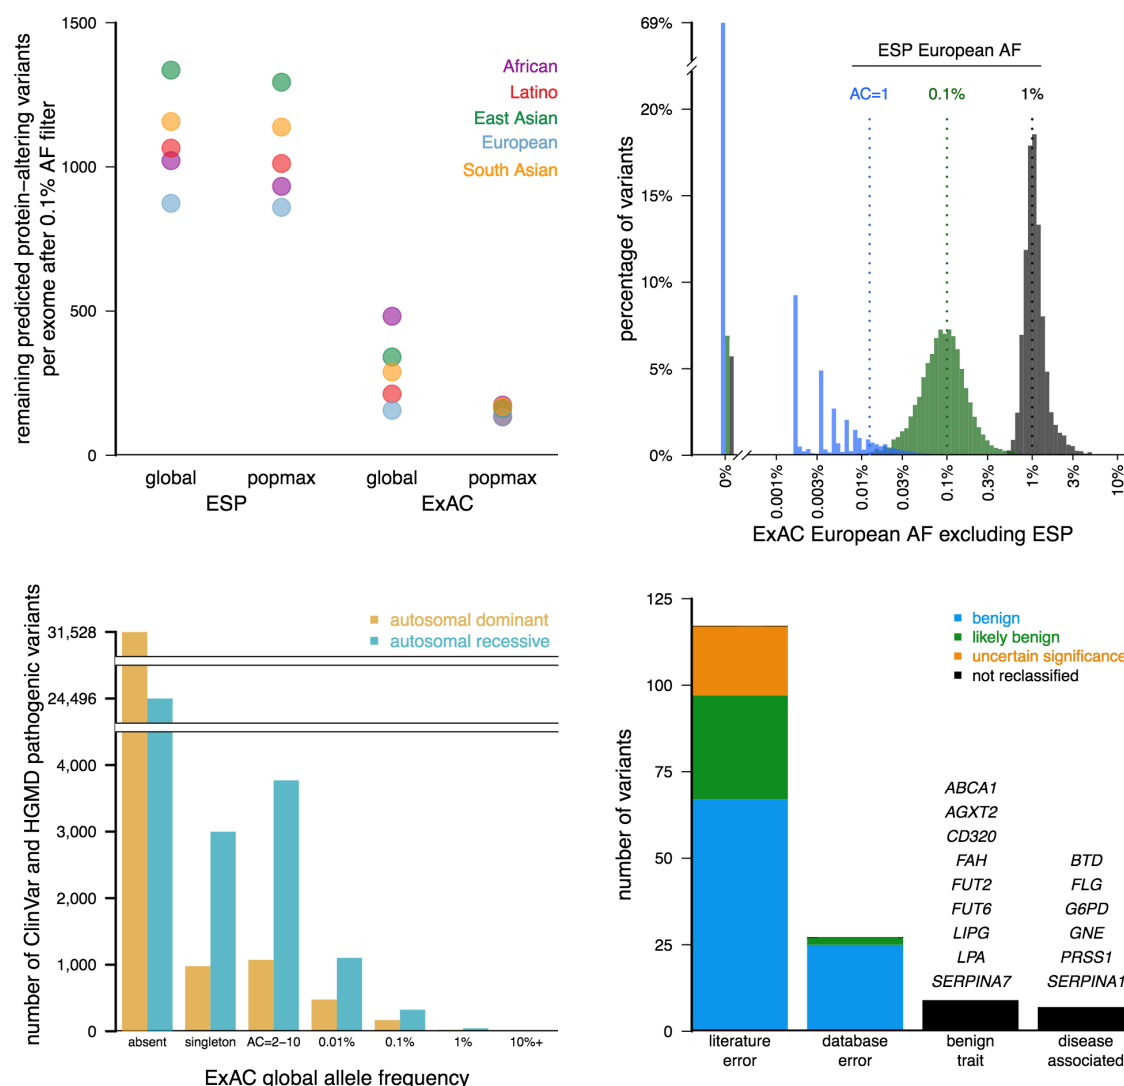 remaining predicted protein−altering variants
per exome after 0.1% AF filter
1500
1000
500
0
African
Latino
East Asian
European
South Asian
global
popmax
global
popmax
ESP
ExAC
percentage of variants
69%
20%
15%
10%
5%
0%
ESP European AF
AC=1
0.1%
1%
0%
0.001%
0.003%
0.01%
0.03%
0.1%
0.3%
1%
3%
10%
ExAC European AF excluding ESP
number of ClinVar and HGMD pathogenic variants
31,528
24,496
4,000
3,000
2,000
1,000
0
autosomal dominant
autosomal recessive
absent
singleton
AC=2−10
0.01%
0.1%
1%
10%+
ExAC global allele frequency
number of variants
125
100
75
50
25
0
benign
likely benign
uncertain significance
not reclassified
ABCA1
AGXT2
CD320
FAH
FUT2
FUT6
LIPG
LPA
SERPINA7
BTD
FLG
G6PD
GNE
PRSS1
SERPINA1
literature
error
database
error
benign
trait
disease
associated